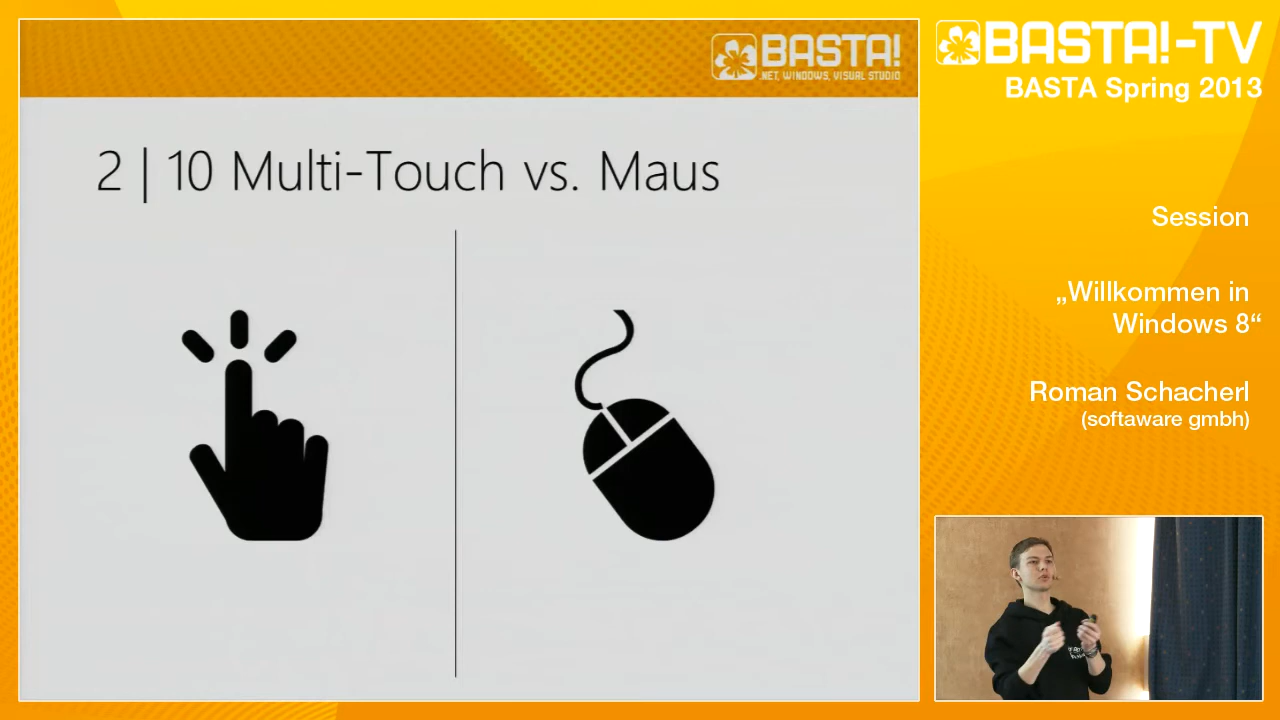 BASTA!
.NET, WINDOWS, VISUAL STUDIO
2 | 10 Multi-Touch vs. Maus
BASTA!-TV
BASTA Spring 2013
Session
„Willkommen in
Windows 8“
Roman Schacherl
(softaware gmbh)